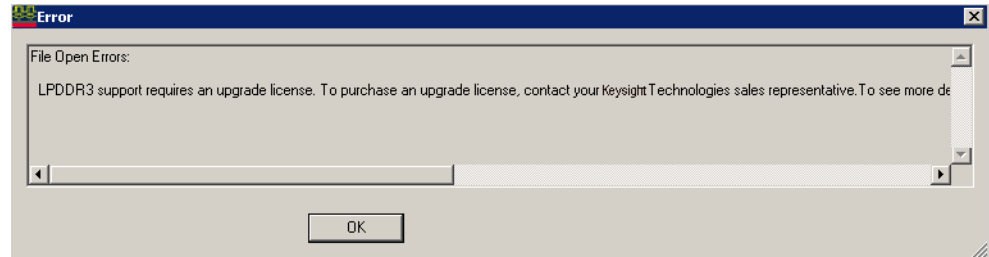 Error
File Open Errors:
LPDDR3 support requires an upgrade license. To purchase an upgrade license, contact your Keysight Technologies sales representative.To see more de
OK